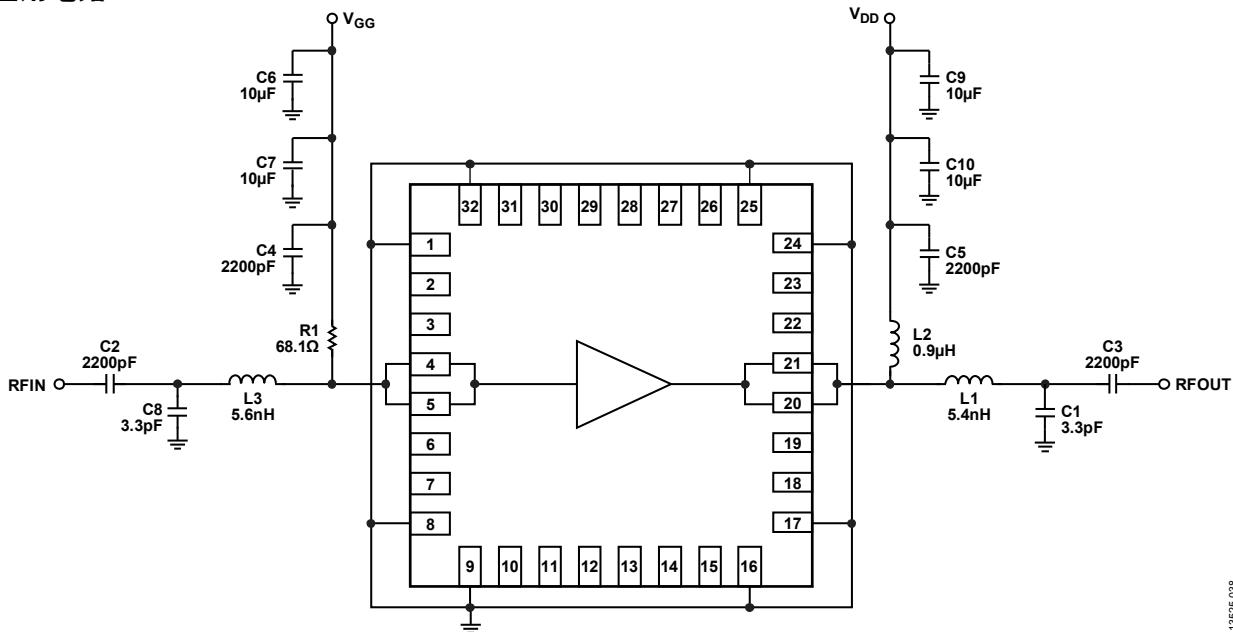 VGG
VDD
C6
10µF
C9
10µF
C7
10µF
C10
10µF
32 31 30 29 28 27 26 25
C4
2200pF
1
24
C5
2200pF
2
23
3
22
R1
68.1Ω
L2
0.9µH
C2
2200pF
4
21
C3
2200pF
RFIN
RFOUT
L3
5.6nH
5
20
L1
5.4nH
C8
3.3pF
C1
3.3pF
6
19
7
18
8
17
9 10 11 12 13 14 15 16